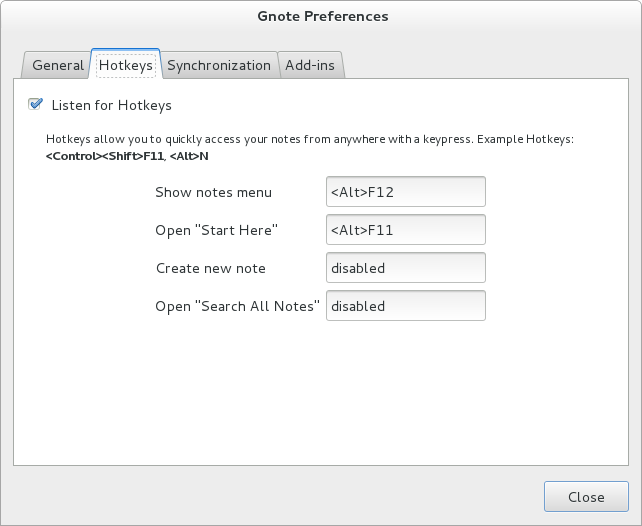 Gnote Preferences
General Hotkeys Synchronization Add-ins
Listen for Hotkeys
Hotkeys allow you to quickly access your notes from anywhere with a keypress. Example Hotkeys:
<Control><Shift>F11, <Alt>N
Show notes menu <Alt>F12
Open "Start Here" <Alt>F11
Create new note disabled
Open "Search All Notes" disabled
Close